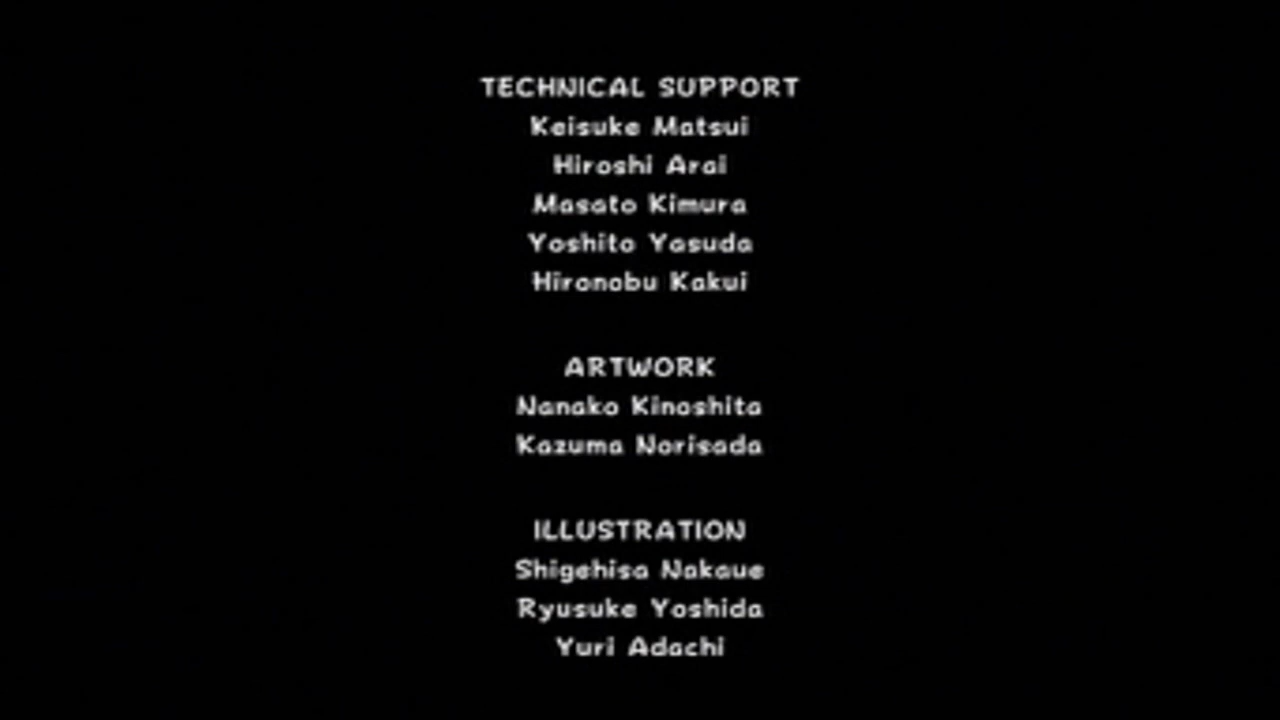 TECHNICAL SUPPORT
Keisuke Matsui
Hiroshi Arai
Masato Kimura
Yoshito Yasuda
Hironobu Kakui
ARTWORK
Nanako Kinoshita
Kazuma Norisada
ILLUSTRATION
Shigehisa Nakaue
Ryusuke Yoshida
Yuri Adachi